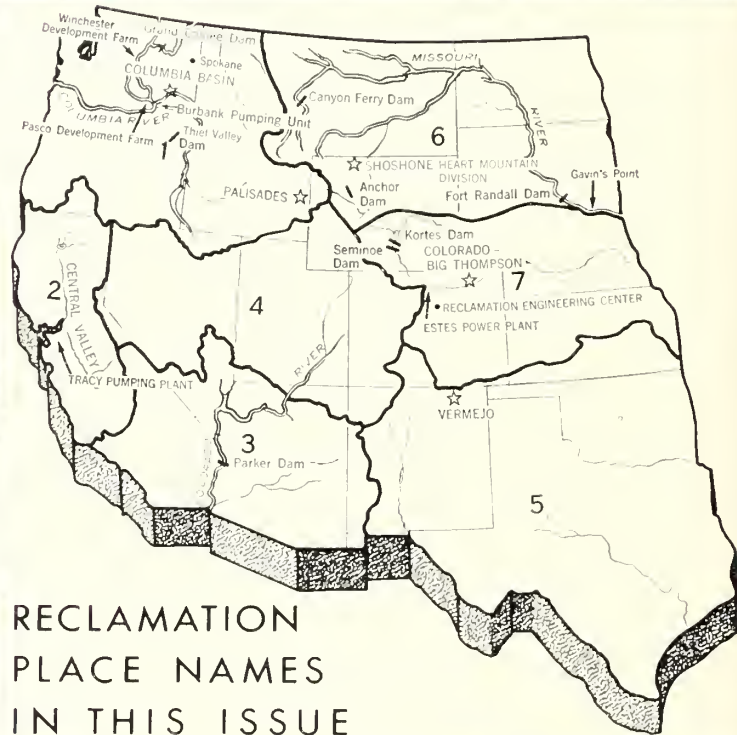 Winchester
Development Farm
Grand Coulee Dam
Spokane
COLUMBIA BASIN
COLUMBIA RIVER
Burbank Pumping Unit
Pasco Development Farm
Thief Valley
Dam
PALISADES
MISSOURI
RIVER
Canyon Ferry Dam
6
SHOSHONE HEART MOUNTAIN
DIVISION
Anchor
Dam
Gavin's Point
Fort Randall Dam
Kortes Dam
Seminoe
Dam
COLORADO -
BIG THOMPSON
7
RECLAMATION ENGINEERING CENTER
ESTES POWER PLANT
2
CENTRAL VALLEY
4
RIVER
TRACY PUMPING PLANT
3
Parker Dam
VERMEJO
5
RECLAMATION
PLACE NAMES
IN THIS ISSUE